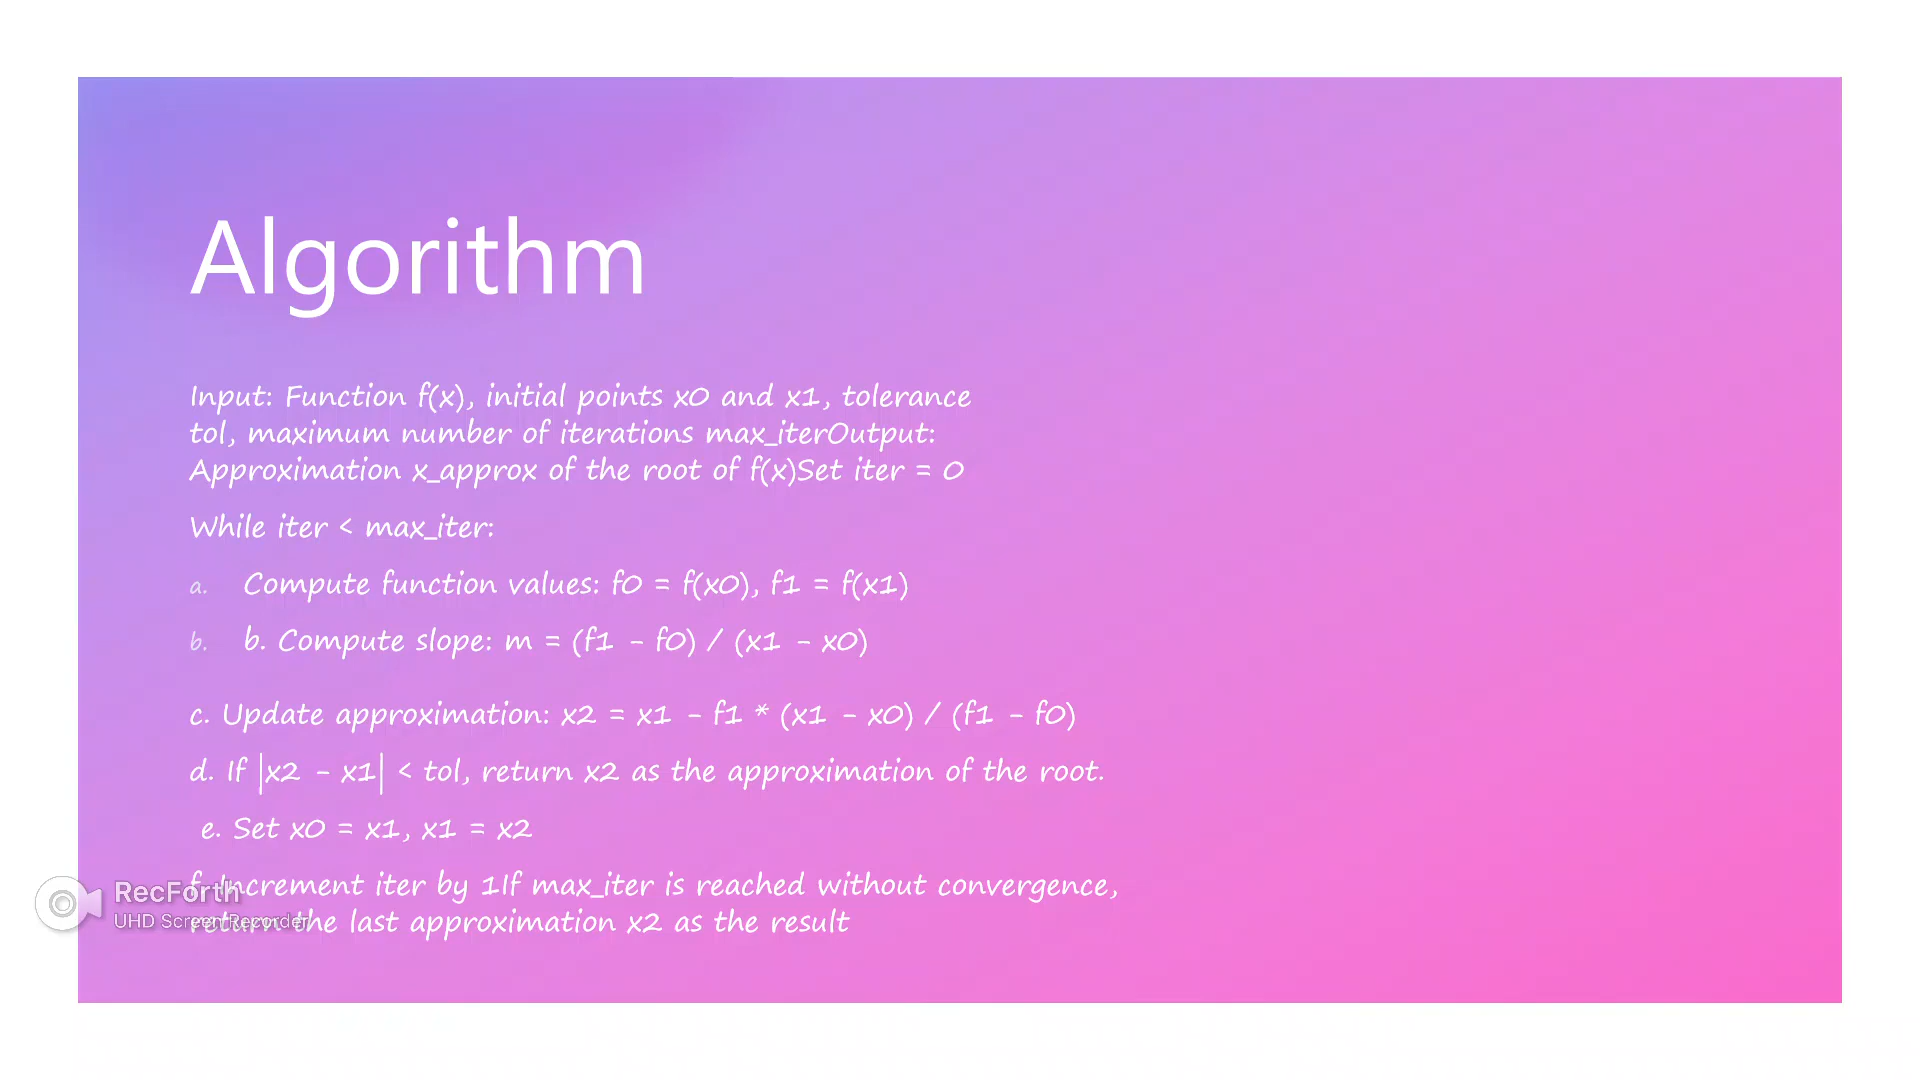 Algorithm
Input: Function f(x), initial points x0 and x1, tolerance
tol, maximum number of iterations max_iterOutput:
Approximation x_approx of the root of f(x)Set iter = 0
While iter < max_iter:
a. Compute function values: f0 = f(x0), f1 = f(x1)
b. b. Compute slope: m = (f1 - f0) / (x1 - x0)
c. Update approximation: x2 = x1 - f1 * (x1 - x0) / (f1 - f0)
d. If |x2 - x1| < tol, return x2 as the approximation of the root.
e. Set x0 = x1, x1 = x2
f. Increment iter by 1If max_iter is reached without convergence,
return the last approximation x2 as the result
RecForth
UHD Screen Recorder